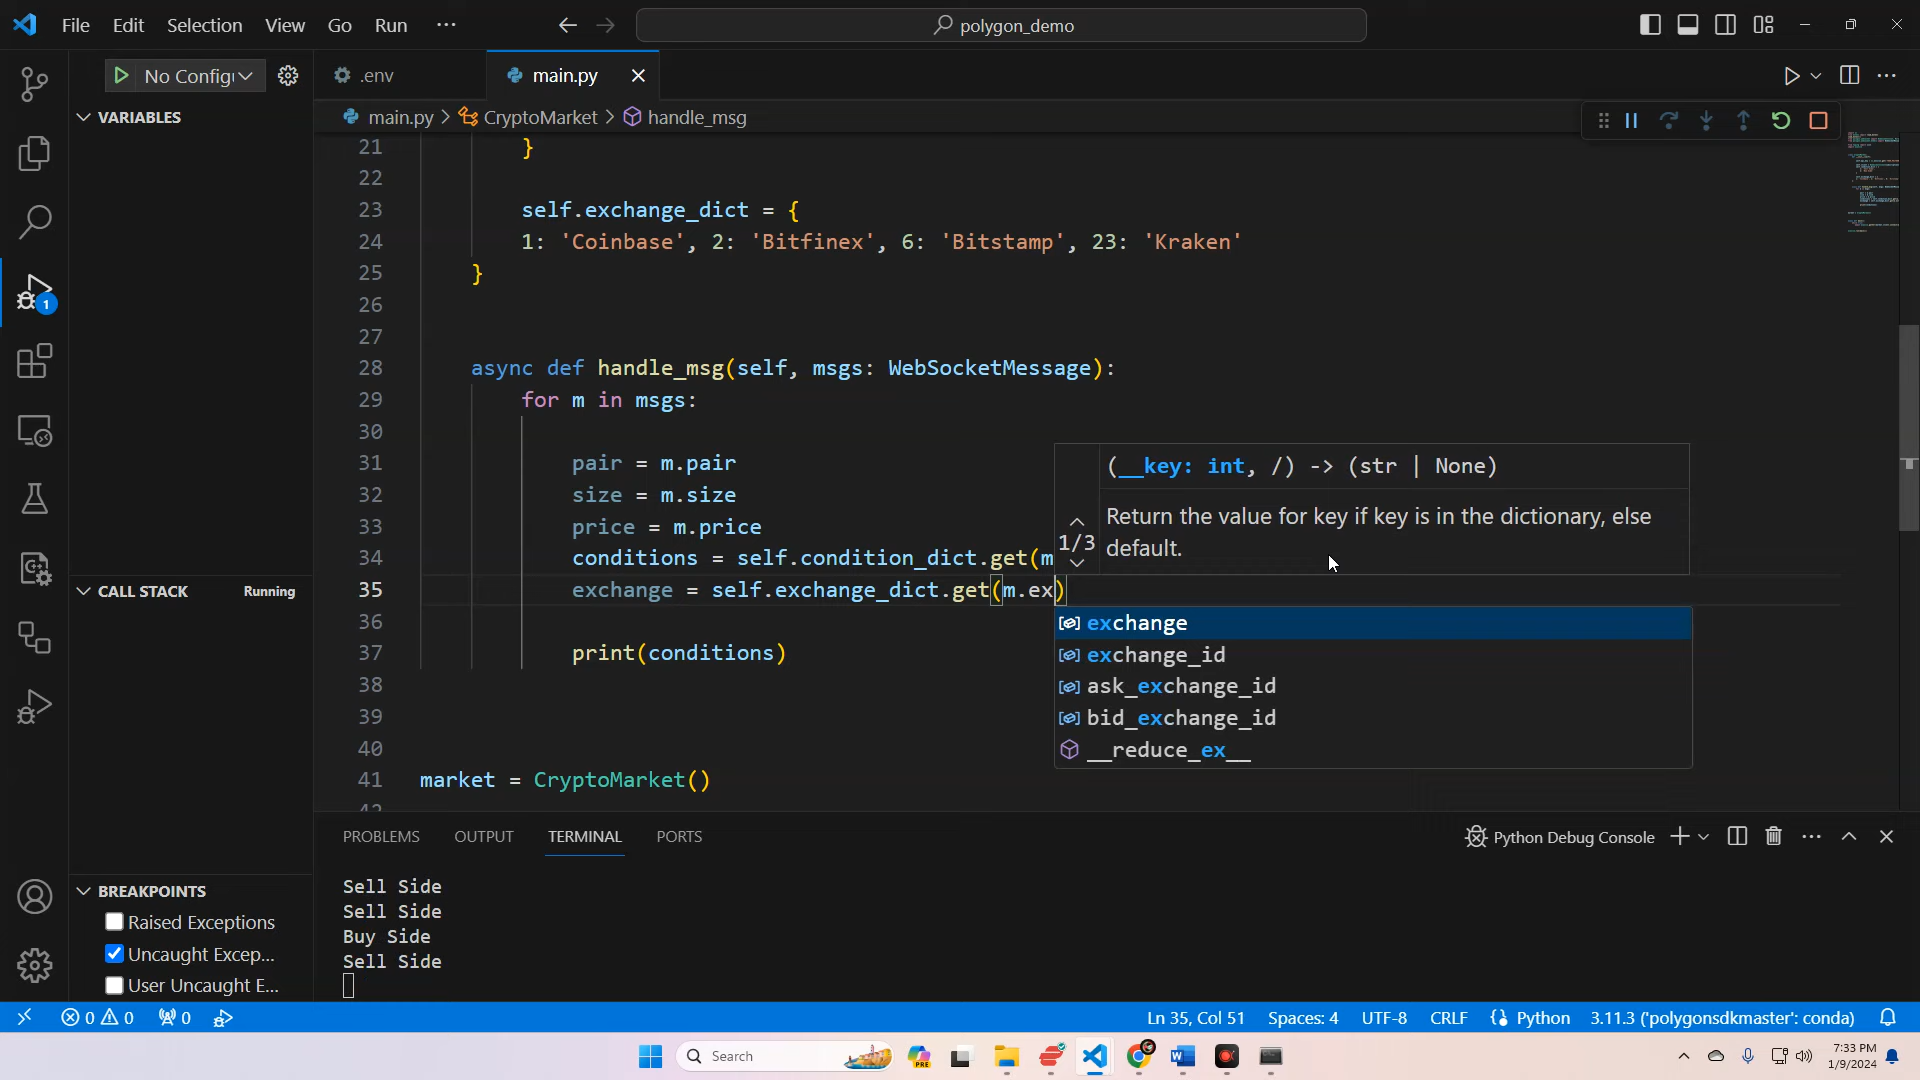 File Edit Selection View Go Run ··· polygon_demo
No Config
.env main.py
main.py > CryptoMarket > handle_msg
VARIABLES
CALL STACK Running
BREAKPOINTS
Raised Exceptions
Uncaught Excep...
User Uncaught E...
21 }
22
23 self.exchange_dict = {
24 1: 'Coinbase', 2: 'Bitfinex', 6: 'Bitstamp', 23: 'Kraken'
25 }
26
27
28 async def handle_msg(self, msgs: WebSocketMessage):
29 for m in msgs:
30
31 pair = m.pair
32 size = m.size
33 price = m.price
34 conditions = self.condition_dict.get(m
35 exchange = self.exchange_dict.get(m.ex)
36
37 print(conditions)
38
39
40
41 market = CryptoMarket()
42
(__key: int, /) -> (str | None)
1/3
Return the value for key if key is in the dictionary, else
default.
exchange
exchange_id
ask_exchange_id
bid_exchange_id
__reduce_ex__
PROBLEMS OUTPUT TERMINAL PORTS Python Debug Console
Sell Side
Sell Side
Buy Side
Sell Side
1
0 0 0 Ln 35, Col 51 Spaces: 4 UTF-8 CRLF Python 3.11.3 ('polygonsdkmaster': conda)
Search PRE 7:33 PM
1/9/2024